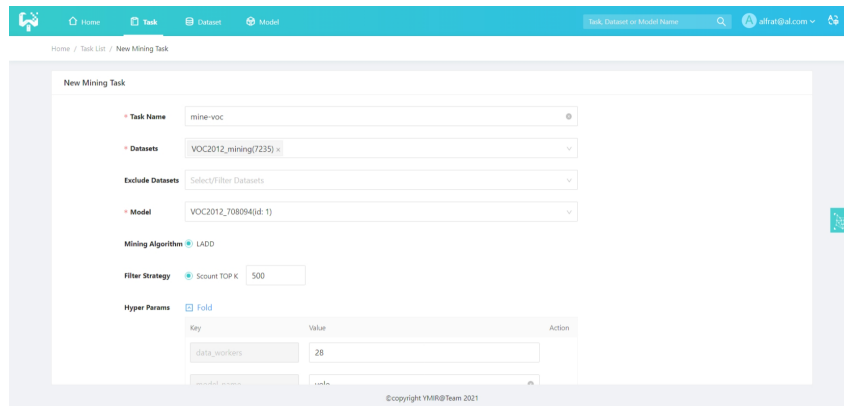 Home Task Dataset Model Task, Dataset or Model Name A alfrat@al.com
Home / Task List / New Mining Task
New Mining Task
* Task Name mine-voc
* Datasets VOC2012_mining(7235) ×
Exclude Datasets Select/Filter Datasets
* Model VOC2012_708094(id: 1)
Mining Algorithm LADD
Filter Strategy Scount TOP K 500
Hyper Params Fold
Key Value Action
data_workers 28
model_name yolo
©copyright YMIR@Team 2021